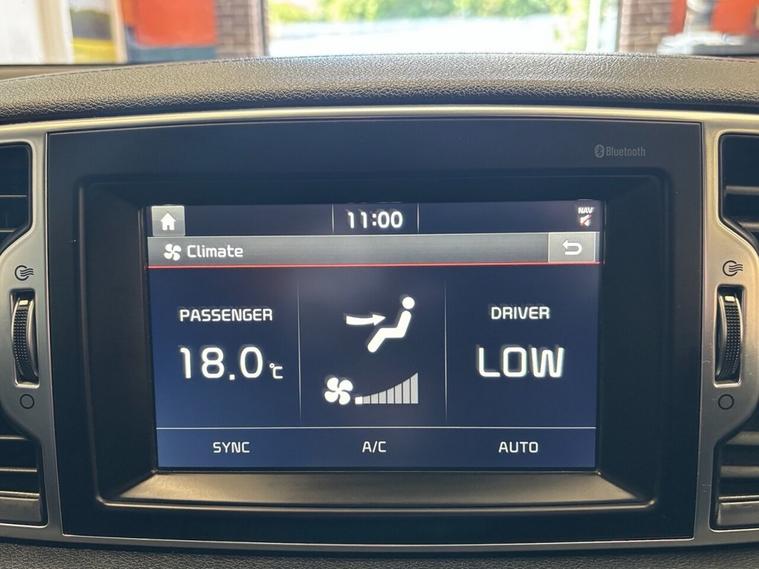 Bluetooth
11:00
NAV
Climate
PASSENGER
DRIVER
18.0 °C
LOW
SYNC
A/C
AUTO